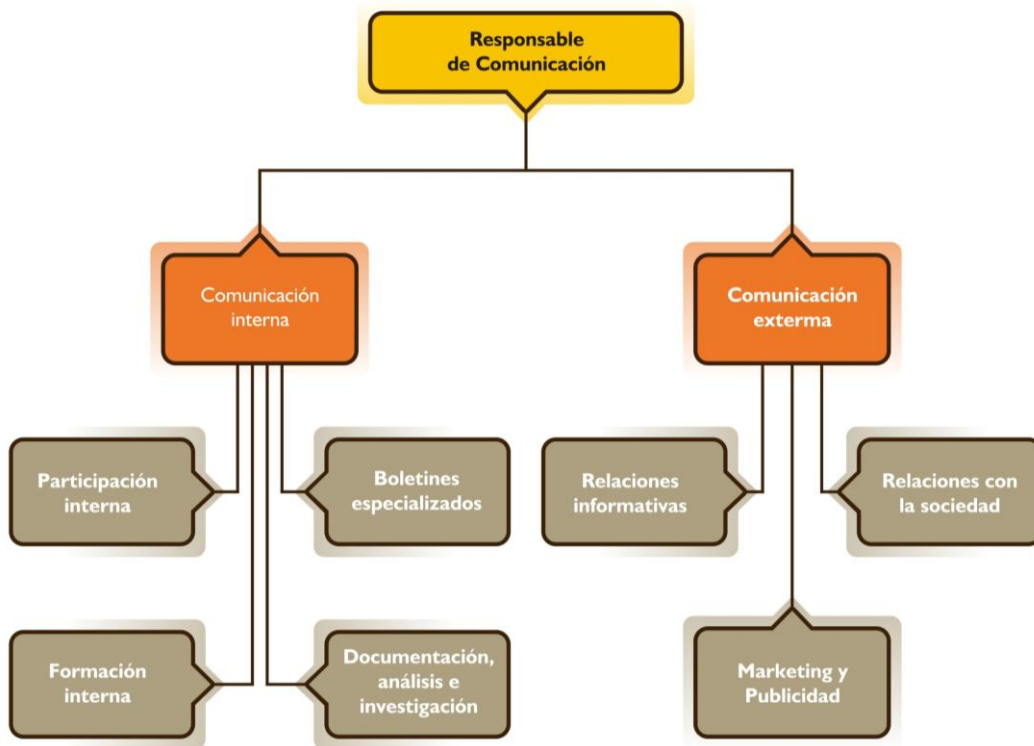 Responsable
de Comunicación
Comunicación
interna
Comunicación
exterma
Participación
interna
Boletines
especializados
Relaciones
informativas
Relaciones con
la sociedad
Formación
interna
Documentación,
análisis e
investigación
Marketing y
Publicidad